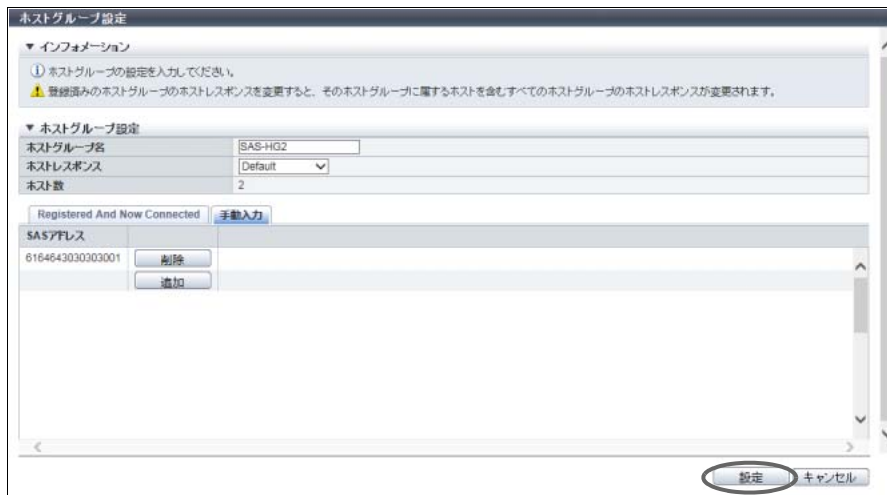 ホストグループ設定
▼ インフォメーション
ホストグループの設定を入力してください。
登録済みのホストグループのホストレスポンスを変更すると、そのホストグループに属するホストを含むすべてのホストグループのホストレスポンスが変更されます。
▼ ホストグループ設定
ホストグループ名 SAS-HG2
ホストレスポンス Default
ホスト数 2
Registered And Now Connected 手動入力
SASアドレス
6164643030303001 削除
追加
設定 キャンセル